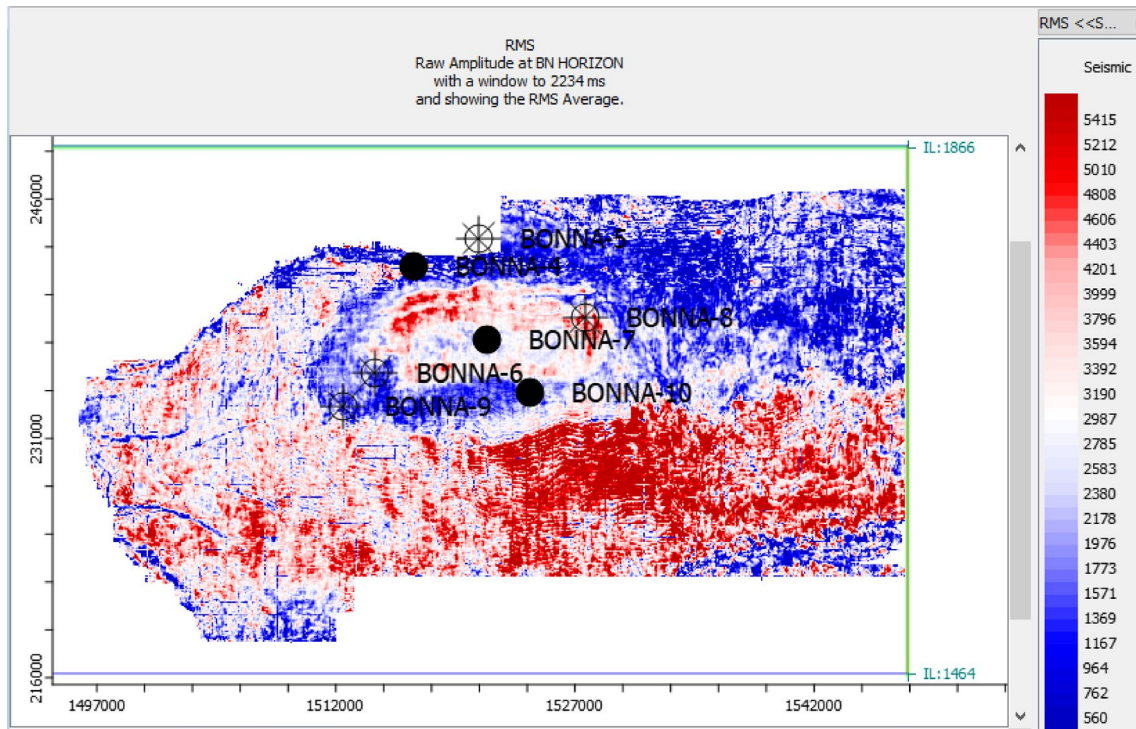 RMS
Raw Amplitude at BN HORIZON
with a window to 2234 ms
and showing the RMS Average.
RMS <<S...
Seismic
5415
5212
5010
4808
4606
4403
4201
3999
3796
3594
3392
3190
2987
2785
2583
2380
2178
1976
1773
1571
1369
1167
964
762
560
IL:1866
IL:1464
246000
231000
216000
BONNA-5
BONNA-4
BONNA-8
BONNA-7
BONNA-6
BONNA-10
BONNA-9
1497000
1512000
1527000
1542000